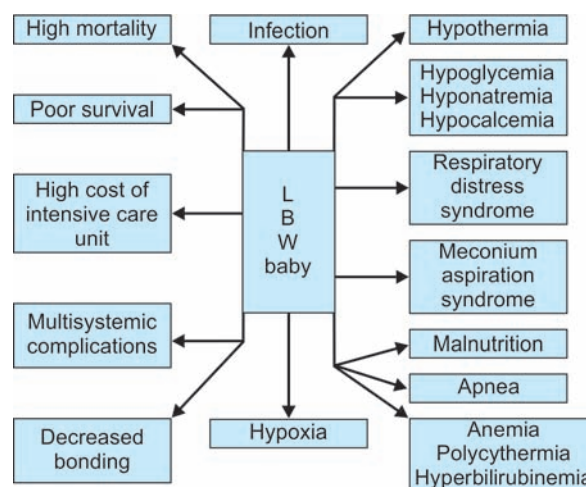 High mortality
Infection
Hypothermia
Poor survival
Hypoglycemia
Hyponatremia
Hypocalcemia
High cost of
intensive care
unit
L
B
W
baby
Respiratory
distress
syndrome
Meconium
aspiration
syndrome
Multisystemic
complications
Malnutrition
Apnea
Decreased
bonding
Hypoxia
Anemia
Polycythermia
Hyperbilirubinemia